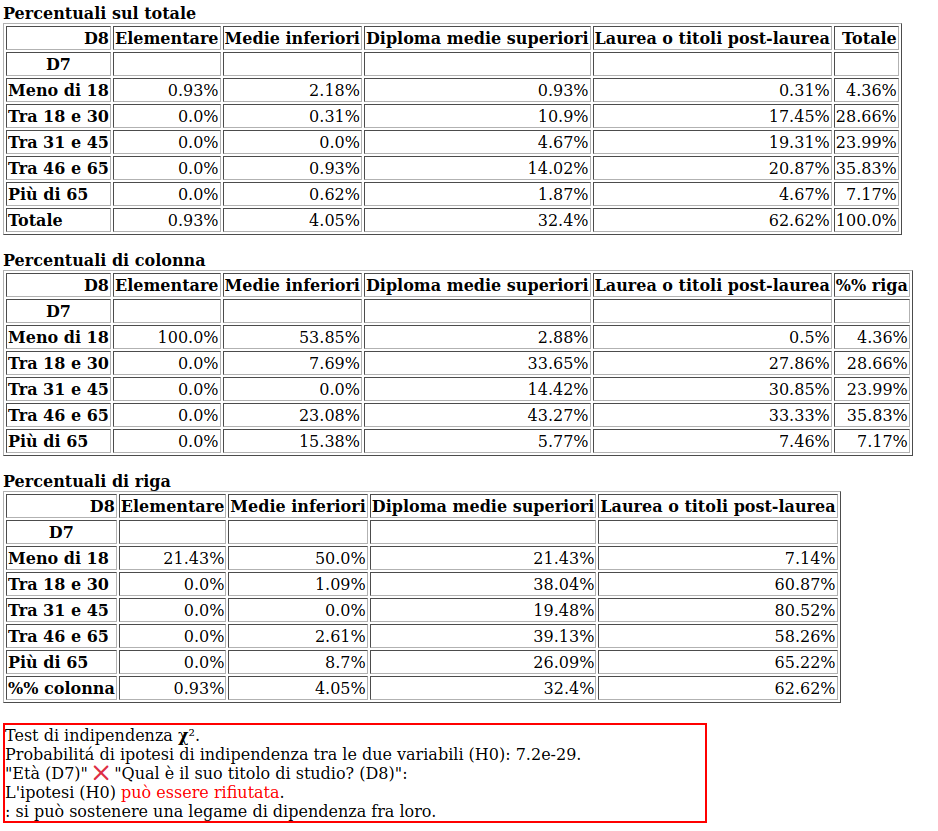 Percentuali sul totale
D8 Elementare Medie inferiori Diploma medie superiori Laurea o titoli post-laurea Totale
D7
Meno di 18 0.93% 2.18% 0.93% 0.31% 4.36%
Tra 18 e 30 0.0% 0.31% 10.9% 17.45% 28.66%
Tra 31 e 45 0.0% 0.0% 4.67% 19.31% 23.99%
Tra 46 e 65 0.0% 0.93% 14.02% 20.87% 35.83%
Più di 65 0.0% 0.62% 1.87% 4.67% 7.17%
Totale 0.93% 4.05% 32.4% 62.62% 100.0%
Percentuali di colonna
D8 Elementare Medie inferiori Diploma medie superiori Laurea o titoli post-laurea %% riga
D7
Meno di 18 100.0% 53.85% 2.88% 0.5% 4.36%
Tra 18 e 30 0.0% 7.69% 33.65% 27.86% 28.66%
Tra 31 e 45 0.0% 0.0% 14.42% 30.85% 23.99%
Tra 46 e 65 0.0% 23.08% 43.27% 33.33% 35.83%
Più di 65 0.0% 15.38% 5.77% 7.46% 7.17%
Percentuali di riga
D8 Elementare Medie inferiori Diploma medie superiori Laurea o titoli post-laurea
D7
Meno di 18 21.43% 50.0% 21.43% 7.14%
Tra 18 e 30 0.0% 1.09% 38.04% 60.87%
Tra 31 e 45 0.0% 0.0% 19.48% 80.52%
Tra 46 e 65 0.0% 2.61% 39.13% 58.26%
Più di 65 0.0% 8.7% 26.09% 65.22%
%% colonna 0.93% 4.05% 32.4% 62.62%
Test di indipendenza χ².
Probabilitá di ipotesi di indipendenza tra le due variabili (H0): 7.2e-29.
"Età (D7)" ❌ "Qual è il suo titolo di studio? (D8)":
L'ipotesi (H0) può essere rifiutata.
: si può sostenere una legame di dipendenza fra loro.